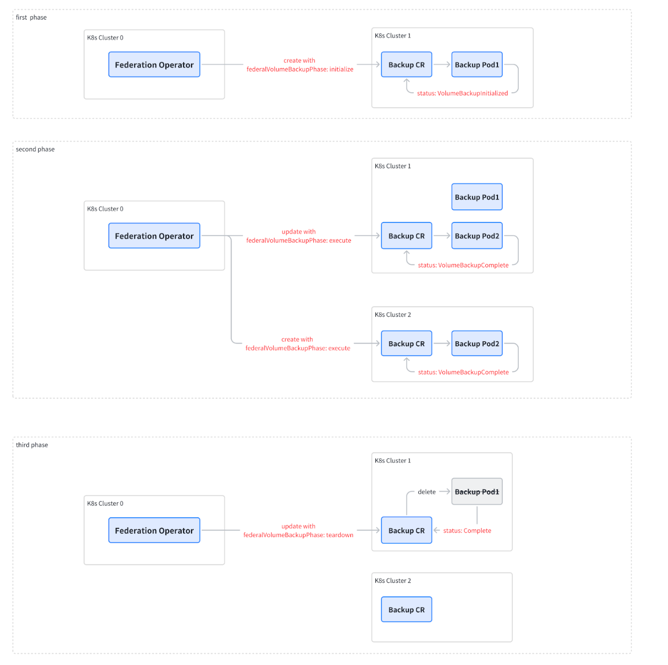 first phase
K8s Cluster 0
Federation Operator
create with
federalVolumeBackupPhase: initialize
K8s Cluster 1
Backup CR
Backup Pod1
status: VolumeBackupInitialized
second phase
K8s Cluster 0
Federation Operator
update with
federalVolumeBackupPhase: execute
K8s Cluster 1
Backup Pod1
Backup CR
Backup Pod2
status: VolumeBackupComplete
create with
federalVolumeBackupPhase: execute
K8s Cluster 2
Backup CR
Backup Pod2
status: VolumeBackupComplete
third phase
K8s Cluster 0
Federation Operator
update with
federalVolumeBackupPhase: teardown
K8s Cluster 1
delete
Backup Pod1
Backup CR
status: Complete
K8s Cluster 2
Backup CR